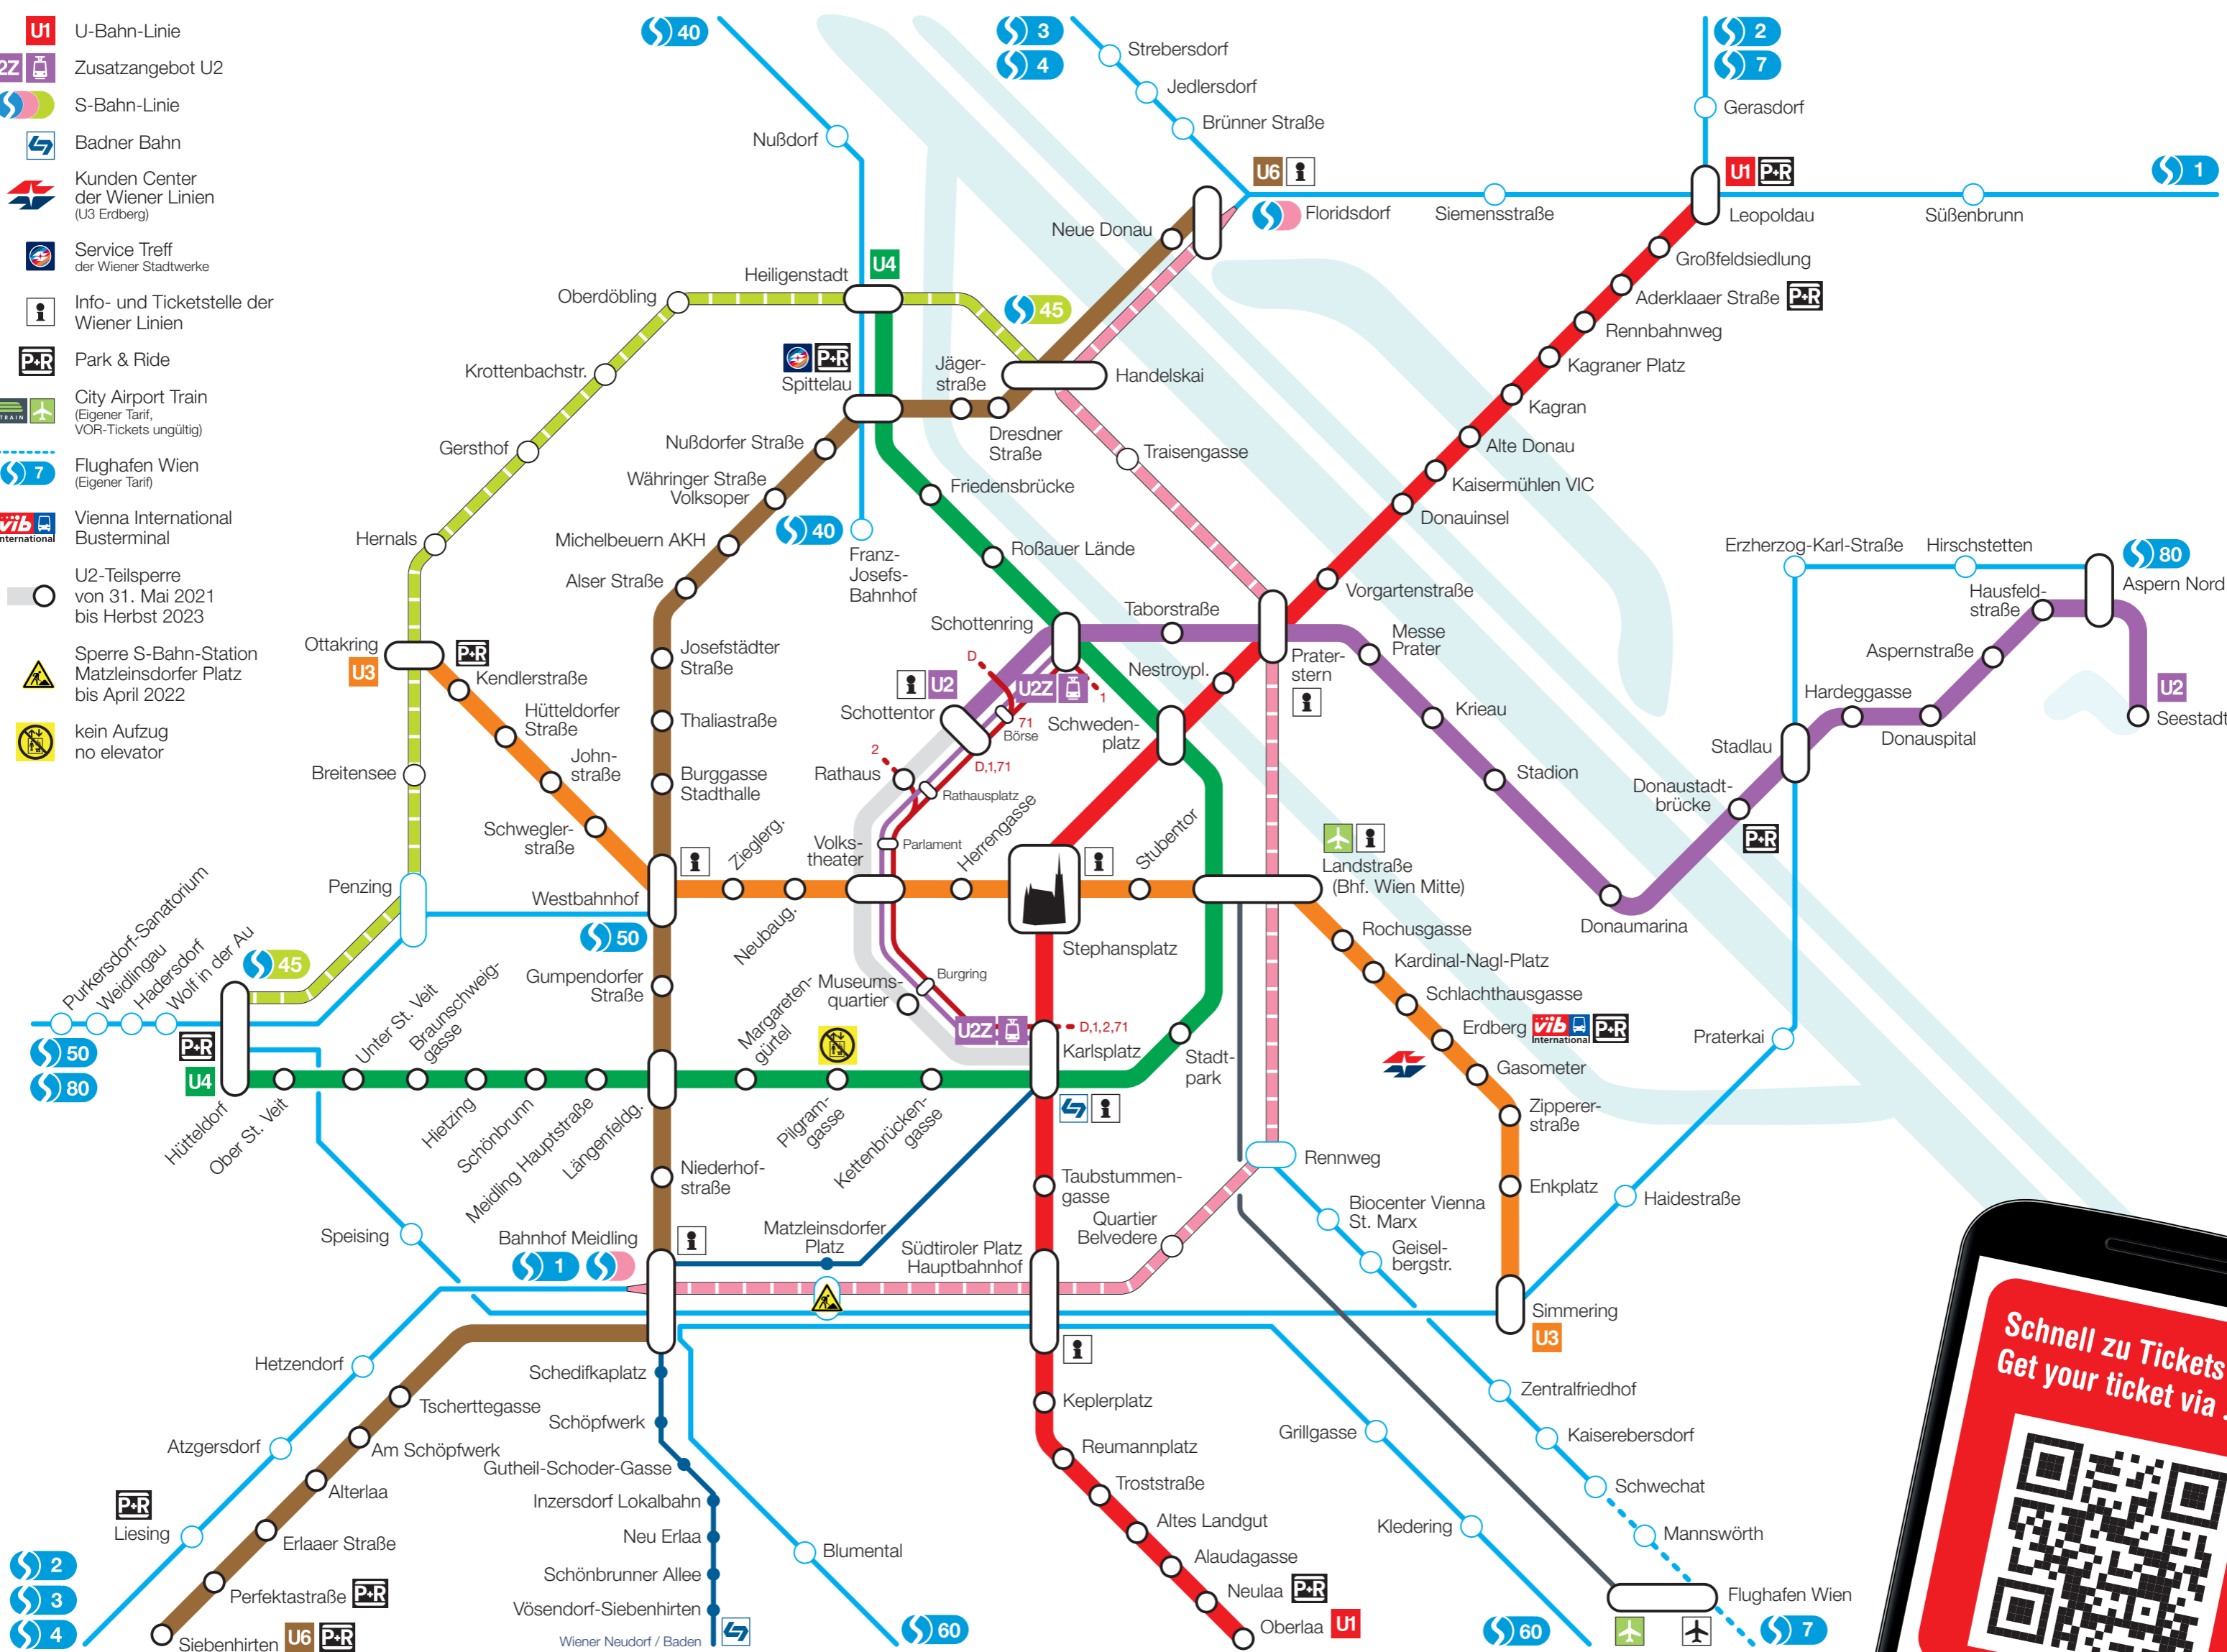 U1 U-Bahn-Linie
2Z Zusatzangebot U2
S-Bahn-Linie
Badner Bahn
Kunden Center
der Wiener Linien
(U3 Erdberg)
Service Treff
der Wiener Stadtwerke
Info- und Ticketstelle der
Wiener Linien
P+R Park & Ride
TRAIN City Airport Train
(Eigener Tarif,
VOR-Tickets ungültig)
S 7 Flughafen Wien
(Eigener Tarif)
vib International Vienna International
Busterminal
U2-Teilsperre
von 31. Mai 2021
bis Herbst 2023
Sperre S-Bahn-Station
Matzleinsdorfer Platz
bis April 2022
kein Aufzug
no elevator
S 40
S 3
S 4
Strebersdorf
Jedlersdorf
Brünner Straße
S 2
S 7
Gerasdorf
Nußdorf
U6 i
S Floridsdorf
Siemensstraße
U1 P+R
Leopoldau
Süßenbrunn
S 1
Neue Donau
Großfeldsiedlung
Aderklaaer Straße P+R
Rennbahnweg
Kagraner Platz
Kagran
Alte Donau
Kaisermühlen VIC
Donauinsel
Vorgartenstraße
Heiligenstadt
U4
Oberdöbling
S 45
Krottenbachstr.
P+R
Spittelau
Jäger-
straße
Handelskai
Gersthof
Nußdorfer Straße
Dresdner
Straße
Traisengasse
Währinger Straße
Volksoper
Friedensbrücke
Hernals
Michelbeuern AKH
S 40
Franz-
Josefs-
Bahnhof
Roßauer Lände
Alser Straße
Erzherzog-Karl-Straße
Hirschstetten
S 80
Aspern Nord
Hausfeld-
straße
Aspernstraße
Hardeggasse
Donauspital
U2
Seestadt
Stadlau
Donaustadt-
brücke
P+R
Donaumarina
Stadion
Krieau
Messe
Prater
Prater-
stern
i
Taborstraße
Schottenring
Nestroypl.
Schweden-
platz
D
U2Z
1
i U2
Schottentor
71
Börse
2
Rathaus
D,1,71
Rathausplatz
Parlament
Volks-
theater
Herrengasse
Stubentor
Ottakring
U3
P+R
Kendlerstraße
Hütteldorfer
Straße
John-
straße
Schwegler-
straße
Josefstädter
Straße
Thaliastraße
Burggasse
Stadthalle
Breitensee
Penzing
Westbahnhof
i
S 50
Zieglerg.
Neubaug.
i
Stephansplatz
i
Landstraße
(Bhf. Wien Mitte)
Rochusgasse
Kardinal-Nagl-Platz
Schlachthausgasse
Erdberg vib International P+R
Gasometer
Zipperer-
straße
Enkplatz
Purkersdorf-Sanatorium
Weidlingau
Hadersdorf
Wolf in der Au
S 45
S 50
S 80
P+R
U4
Hütteldorf
Ober St. Veit
Unter St. Veit
Braunschweig-
gasse
Hietzing
Schönbrunn
Meidling Hauptstraße
Längenfeldg.
Gumpendorfer
Straße
Margareten-
gürtel
Pilgram-
gasse
Kettenbrücken-
gasse
Museums-
quartier
Burgring
U2Z
D,1,2,71
Karlsplatz
i
Stadt-
park
Praterkai
Haidestraße
Rennweg
Biocenter Vienna
St. Marx
Geisel-
bergstr.
Niederhof-
straße
Taubstummen-
gasse
Quartier
Belvedere
Speising
Bahnhof Meidling
i
S 1 S
Matzleinsdorfer
Platz
Südtiroler Platz
Hauptbahnhof
i
Simmering
U3
Hetzendorf
Atzgersdorf
P+R
Liesing
S 2
S 3
S 4
Tscherttegasse
Am Schöpfwerk
Alterlaa
Erlaaer Straße
Perfektastraße P+R
Siebenhirten U6 P+R
Schedifkaplatz
Schöpfwerk
Gutheil-Schoder-Gasse
Inzersdorf Lokalbahn
Neu Erlaa
Schönbrunner Allee
Vösendorf-Siebenhirten
Wiener Neudorf / Baden
Blumental
S 60
Keplerplatz
Reumannplatz
Troststraße
Altes Landgut
Alaudagasse
Neulaa P+R
Oberlaa U1
Grillgasse
Kledering
S 60
Zentralfriedhof
Kaiserebersdorf
Schwechat
Mannswörth
Flughafen Wien
S 7
Schnell zu Tickets
Get your ticket via .